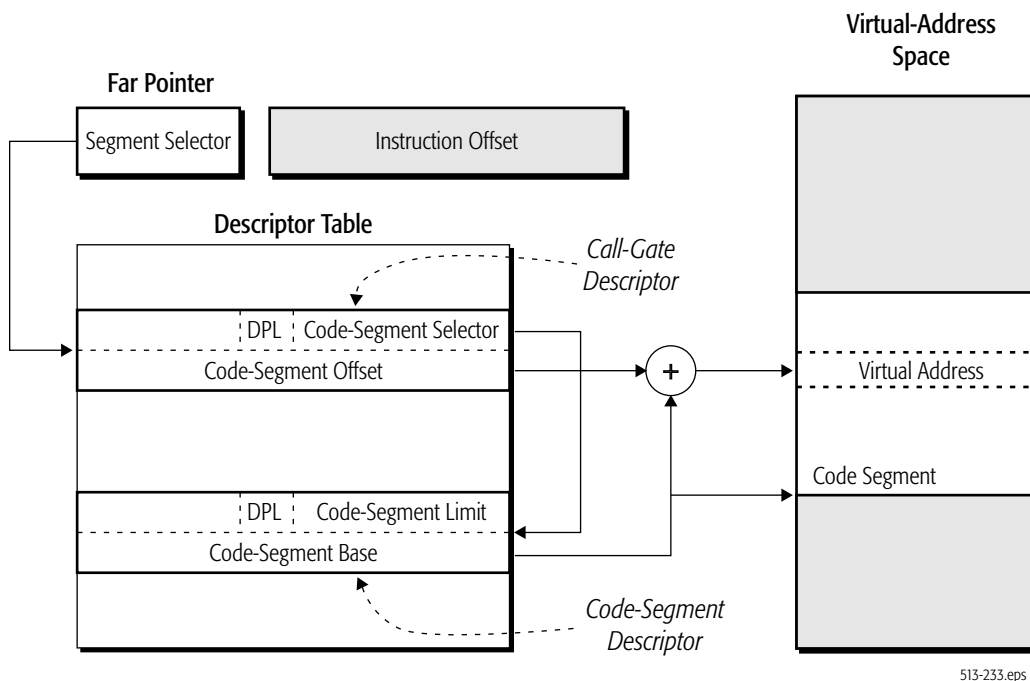 Virtual-Address
Space
Far Pointer
Segment Selector
Instruction Offset
Descriptor Table
Call-Gate
Descriptor
DPL
Code-Segment Selector
Code-Segment Offset
+
Virtual Address
Code Segment
DPL
Code-Segment Limit
Code-Segment Base
Code-Segment
Descriptor
513-233.eps